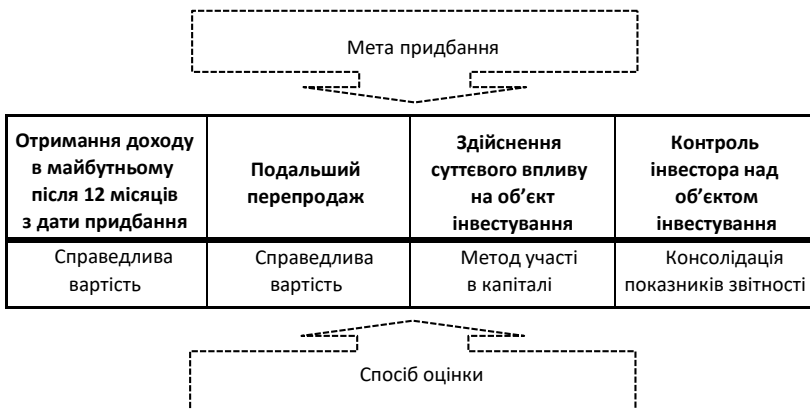 Мета придбання
Отримання доходу
в майбутньому
після 12 місяців
з дати придбання
Подальший
перепродаж
Здійснення
суттєвого впливу
на об’єкт
інвестування
Контроль
інвестора над
об’єктом
інвестування
Справедлива
вартість
Справедлива
вартість
Метод участі
в капіталі
Консолідація
показників звітності
Спосіб оцінки